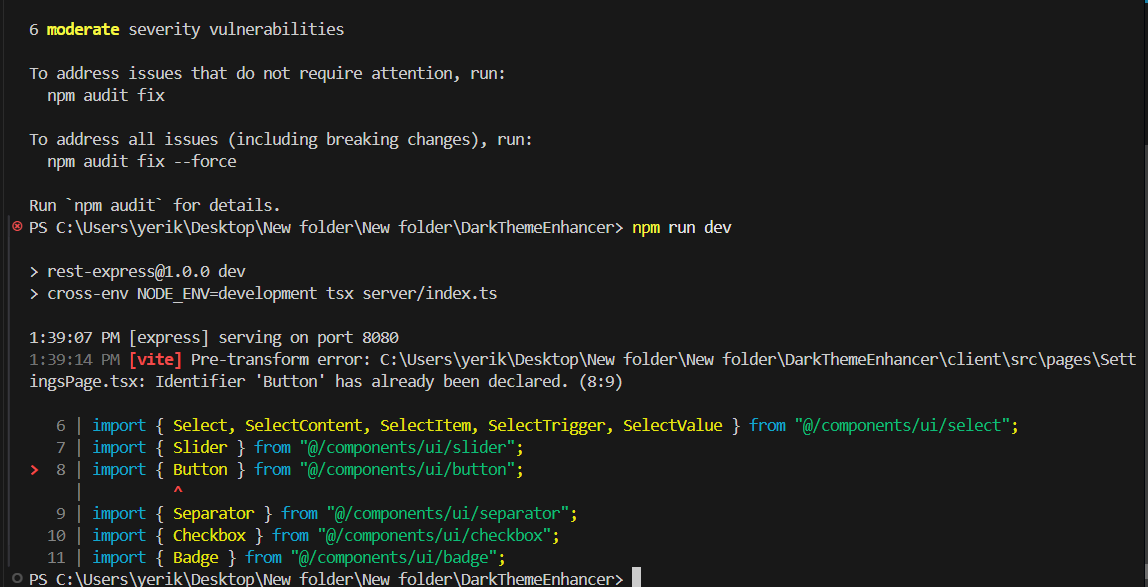 6 moderate severity vulnerabilities
To address issues that do not require attention, run:
npm audit fix
To address all issues (including breaking changes), run:
npm audit fix --force
Run `npm audit` for details.
PS C:\Users\yerik\Desktop\New folder\New folder\DarkThemeEnhancer> npm run dev
> rest-express@1.0.0 dev
> cross-env NODE_ENV=development tsx server/index.ts
1:39:07 PM [express] serving on port 8080
1:39:14 PM [vite] Pre-transform error: C:\Users\yerik\Desktop\New folder\New folder\DarkThemeEnhancer\client\src\pages\Sett
ingsPage.tsx: Identifier 'Button' has already been declared. (8:9)
6 | import { Select, SelectContent, SelectItem, SelectTrigger, SelectValue } from "@/components/ui/select";
7 | import { Slider } from "@/components/ui/slider";
> 8 | import { Button } from "@/components/ui/button";
| ^
9 | import { Separator } from "@/components/ui/separator";
10 | import { Checkbox } from "@/components/ui/checkbox";
11 | import { Badge } from "@/components/ui/badge";
PS C:\Users\yerik\Desktop\New folder\New folder\DarkThemeEnhancer>